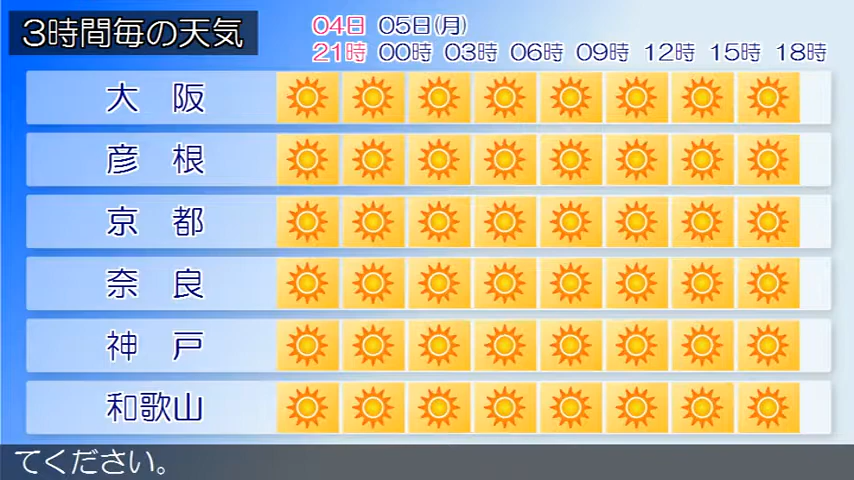 3時間毎の天気
04日 05日(月)
21時 00時 03時 06時 09時 12時 15時 18時
大 阪
彦 根
京 都
奈 良
神 戸
和歌山
てください。